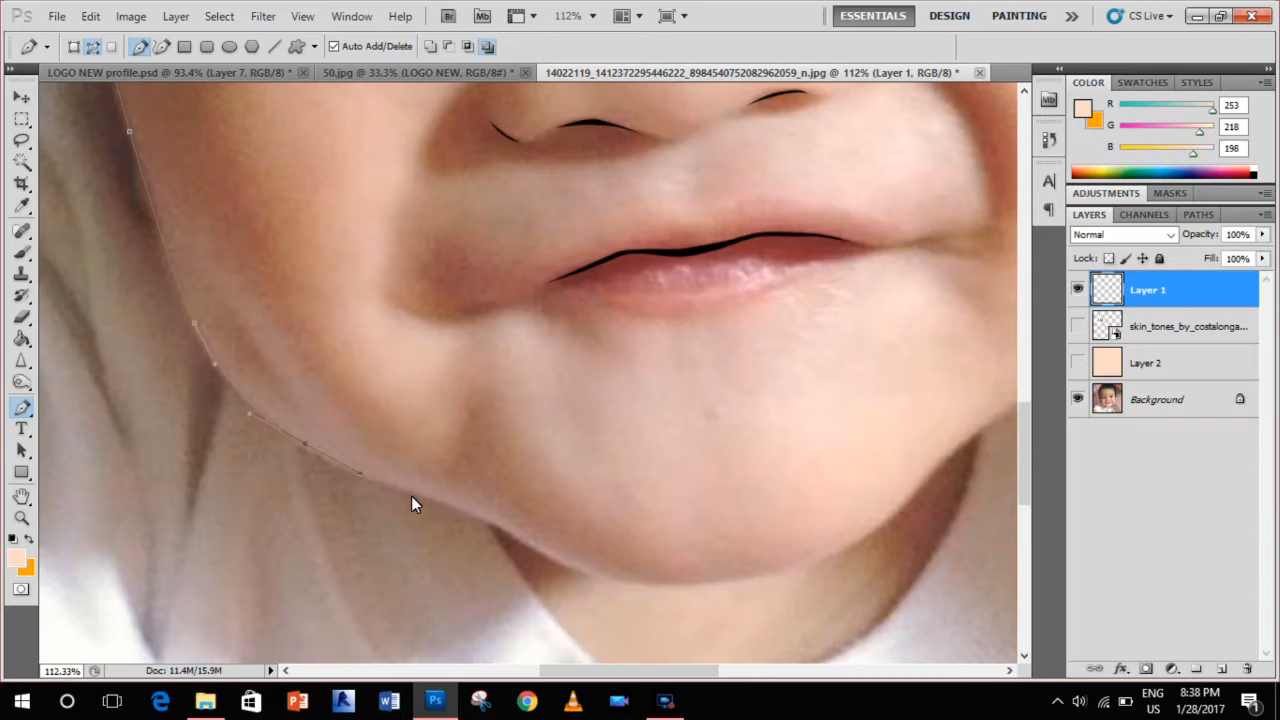 Ps File Edit Image Layer Select Filter View Window Help Br Mb 112% ESSENTIALS DESIGN PAINTING CS Live
Auto Add/Delete
LOGO NEW profile.psd @ 93.4% (Layer 7, RGB/8) * 50.jpg @ 33.3% (LOGO NEW, RGB/8#) * 14022119_1412372295446222_8984540752082962059_n.jpg @ 112% (Layer 1, RGB/8) *
COLOR SWATCHES STYLES
R 253
G 218
B 198
ADJUSTMENTS MASKS
LAYERS CHANNELS PATHS
Normal Opacity: 100%
Lock: Fill: 100%
Layer 1
skin_tones_by_costalonga...
Layer 2
Background
Mb
A
T
112.33% Doc: 11.4M/15.9M
ENG 8:38 PM
US 1/28/2017